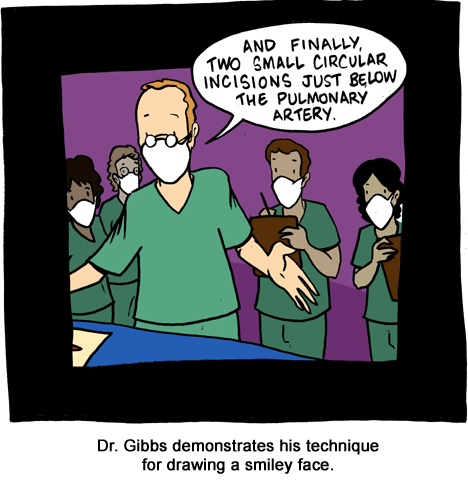 AND FINALLY,
TWO SMALL CIRCULAR
INCISIONS JUST BELOW
THE PULMONARY
ARTERY.
Dr. Gibbs demonstrates his technique
for drawing a smiley face.